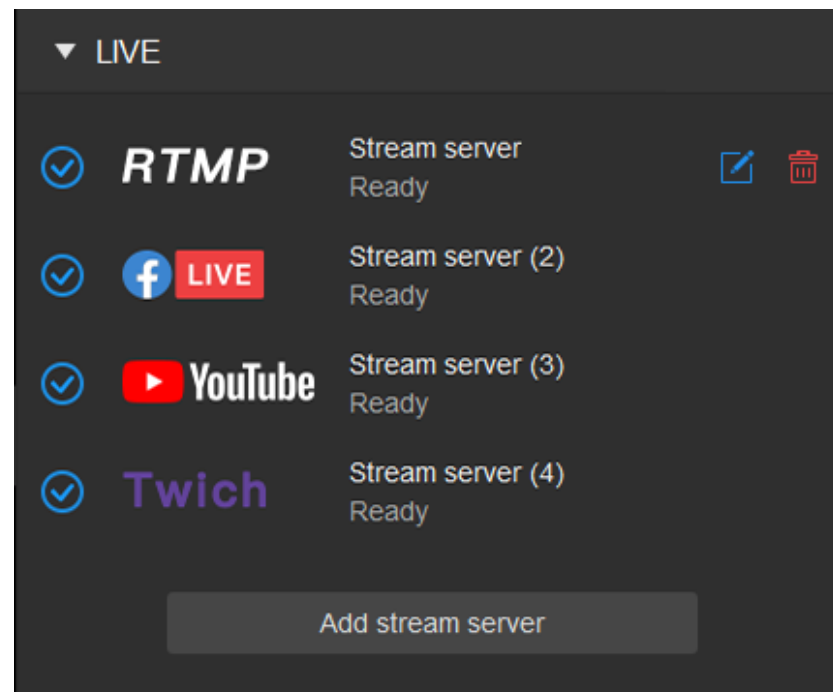 LIVE
RTMP
Stream server
Ready
f LIVE
Stream server (2)
Ready
YouTube
Stream server (3)
Ready
Twich
Stream server (4)
Ready
Add stream server